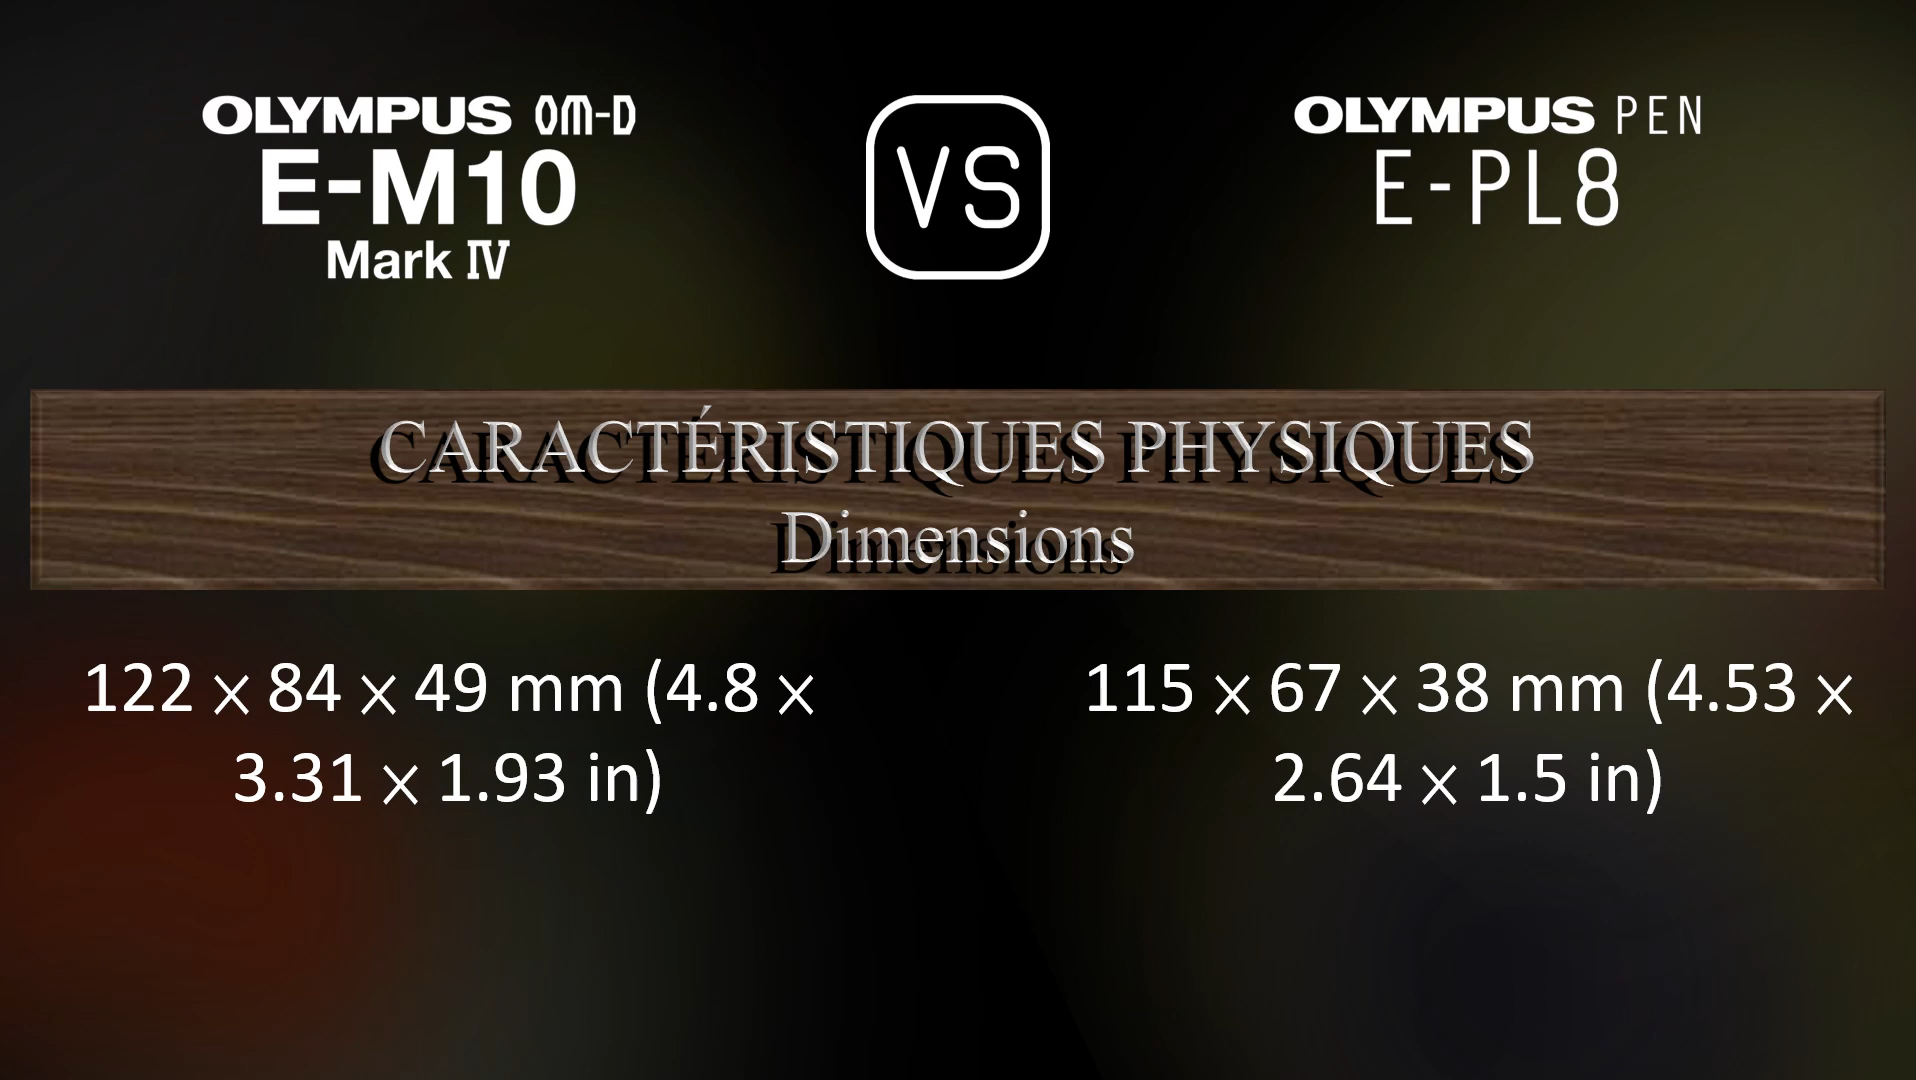 OLYMPUS OM-D
E-M10
Mark IV
VS
OLYMPUS PEN
E-PL8
CARACTÉRISTIQUES PHYSIQUES
Dimensions
122 x 84 x 49 mm (4.8 x
3.31 x 1.93 in)
115 x 67 x 38 mm (4.53 x
2.64 x 1.5 in)